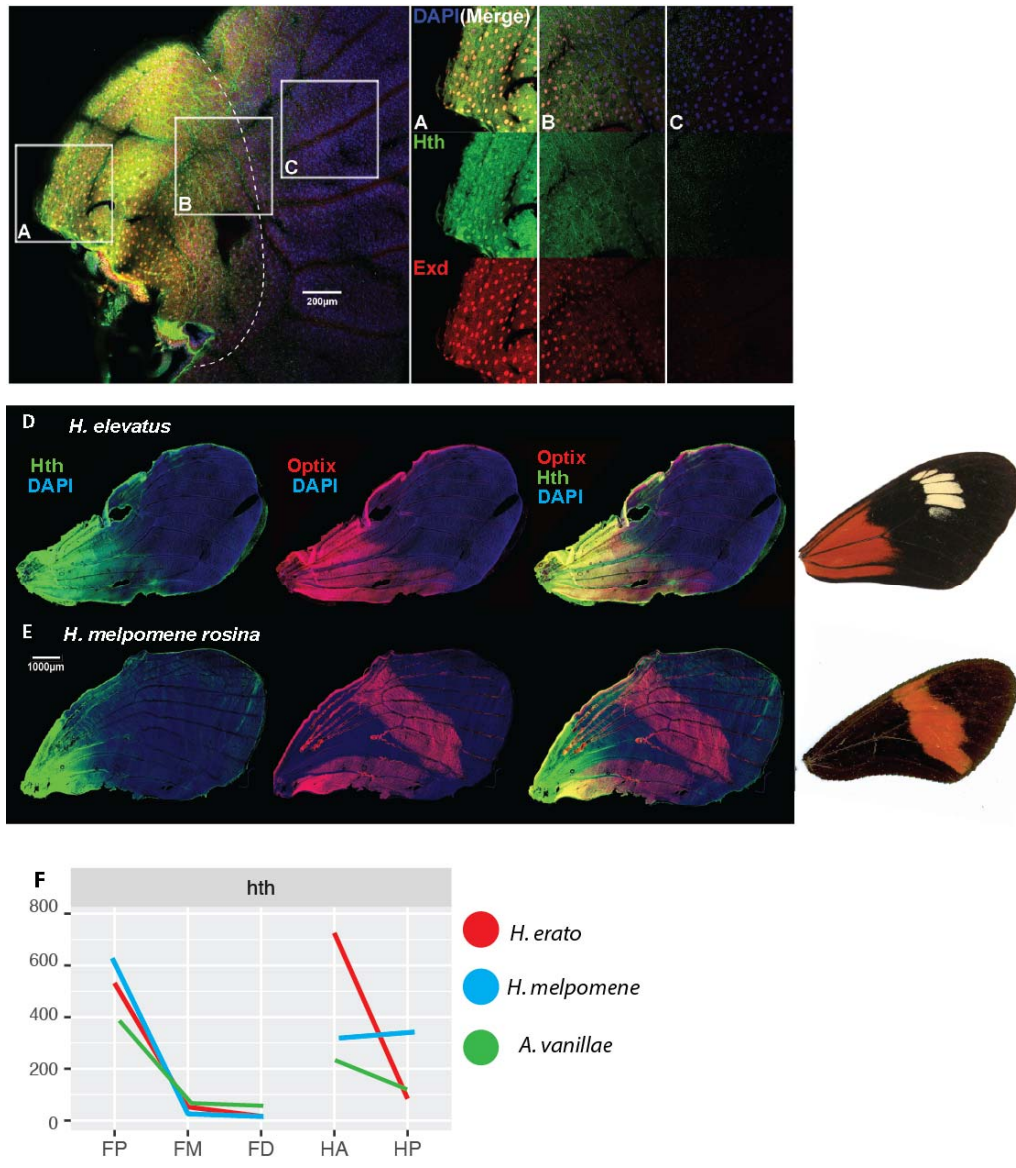 DAPI(Merge)
A
B
C
A
B
C
Hth
200µm
Exd
D
H. elevatus
Hth
DAPI
Optix
DAPI
Optix
Hth
DAPI
E
H. melpomene rosina
1000µm
F
hth
800
600
400
200
0
FP FM FD HA HP
H. erato
H. melpomene
A. vanillae